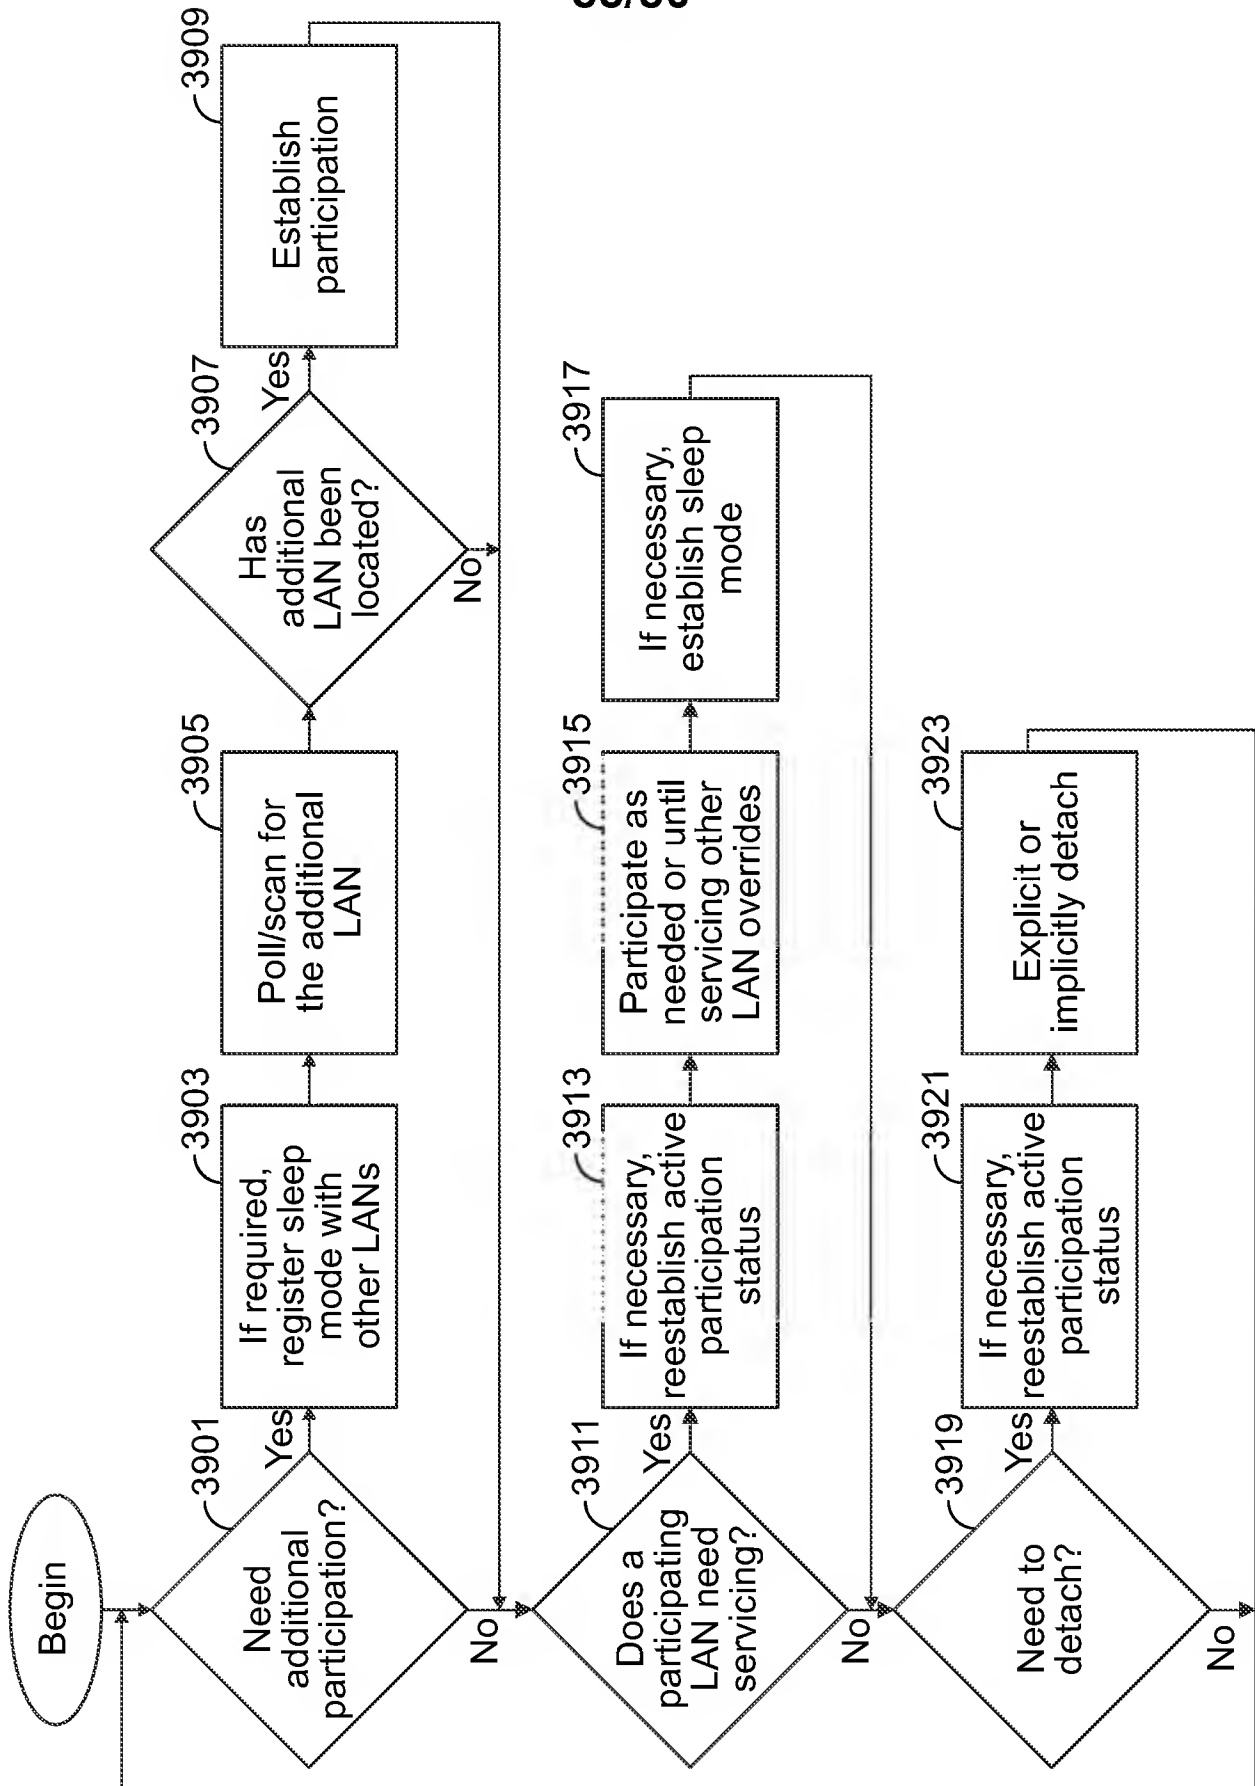 Begin
3901
Need
additional
participation?
Yes
No
3903
If required,
register sleep
mode with
other LANs
3905
Poll/scan for
the additional
LAN
3907
Has
additional
LAN been
located?
Yes
No
3909
Establish
participation
3911
Does a
participating
LAN need
servicing?
Yes
No
3913
If necessary,
reestablish active
participation
status
3915
Participate as
needed or until
servicing other
LAN overrides
3917
If necessary,
establish sleep
mode
3919
Need to
detach?
Yes
No
3921
If necessary,
reestablish active
participation
status
3923
Explicit or
implicitly detach